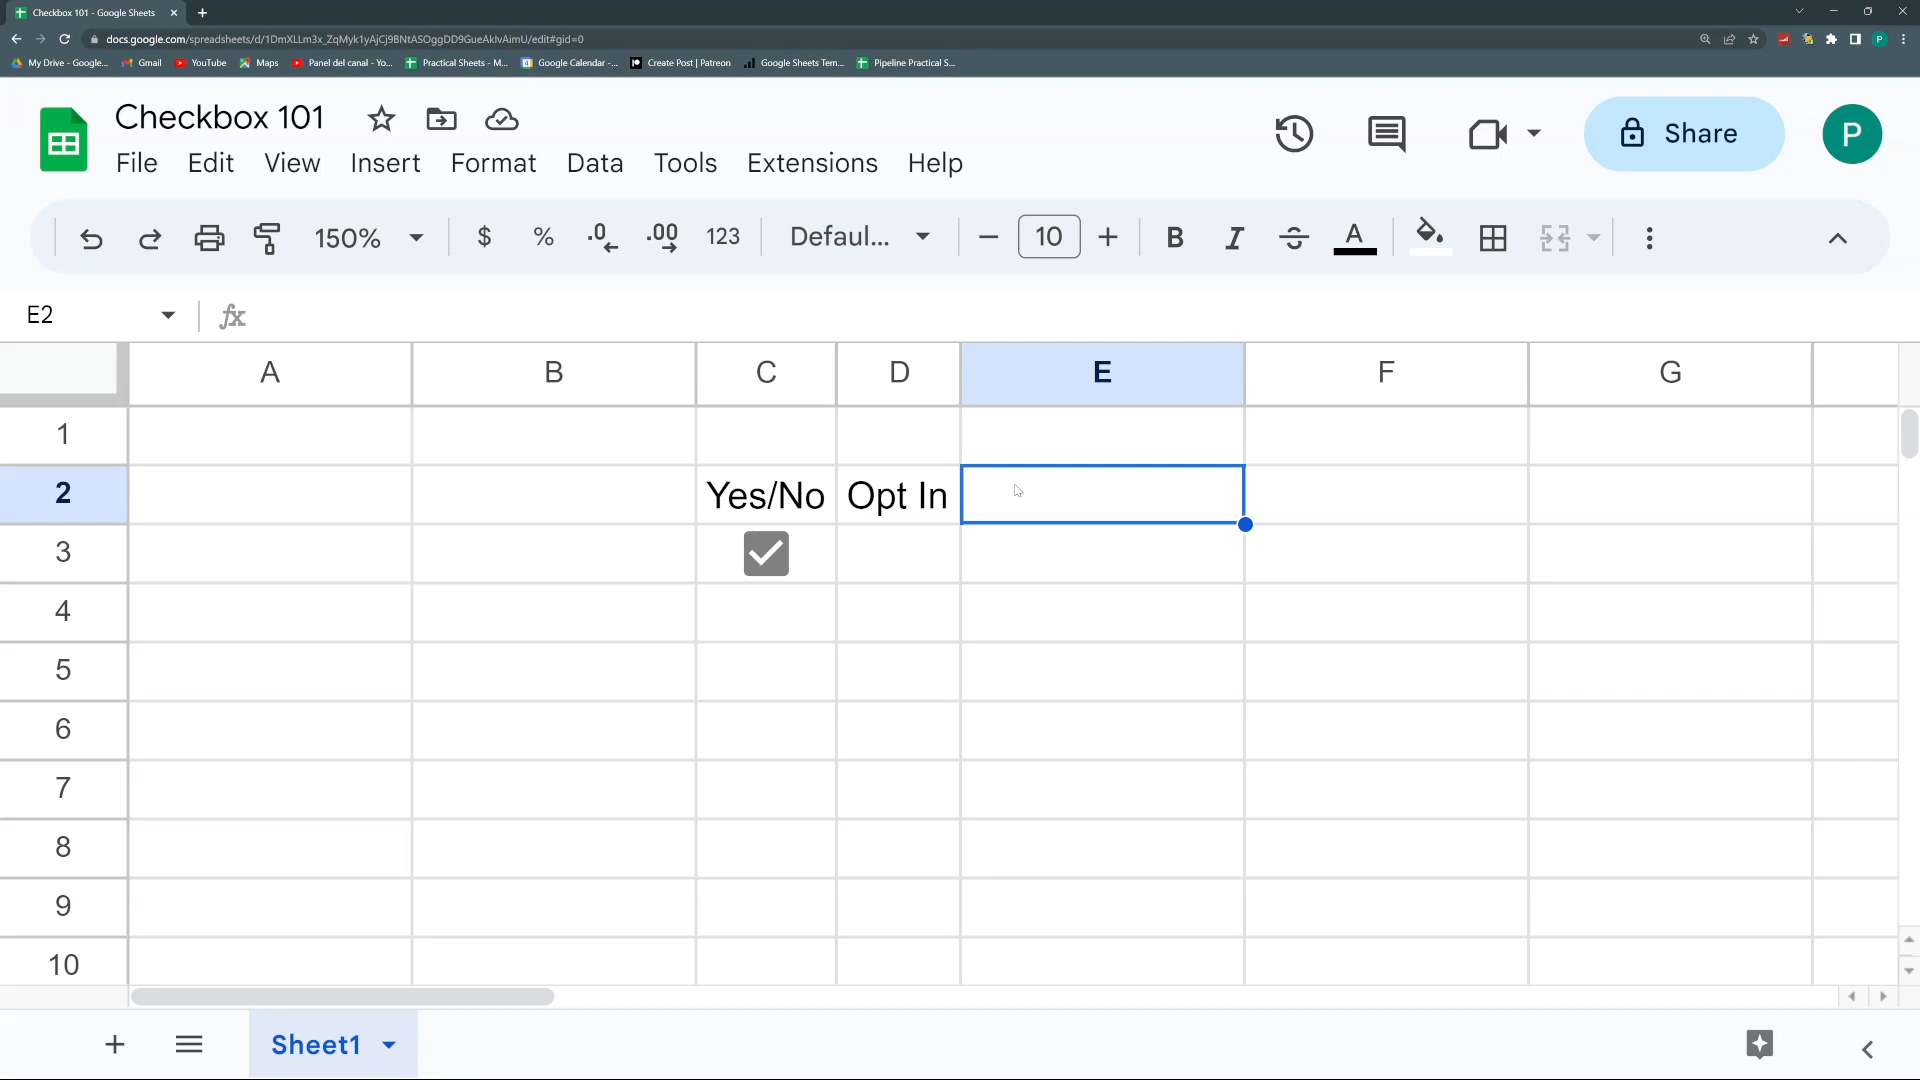 Checkbox 101 - Google Sheets
docs.google.com/spreadsheets/d/1DmXLLm3x_ZqMyk1yAjCj9BNtASOggDD9GueAkIvAimU/edit#gid=0
My Drive - Google... Gmail YouTube Maps Panel del canal - Yo... Practical Sheets - M... Google Calendar -... Create Post | Patreon Google Sheets Tem... Pipeline Practical S...
Checkbox 101
File Edit View Insert Format Data Tools Extensions Help
Share
P
150% $ % .0 .00 123 Defaul... 10 B I A
E2 fx
A B C D E F G
1
2 Yes/No Opt In
3
4
5
6
7
8
9
10
Sheet1